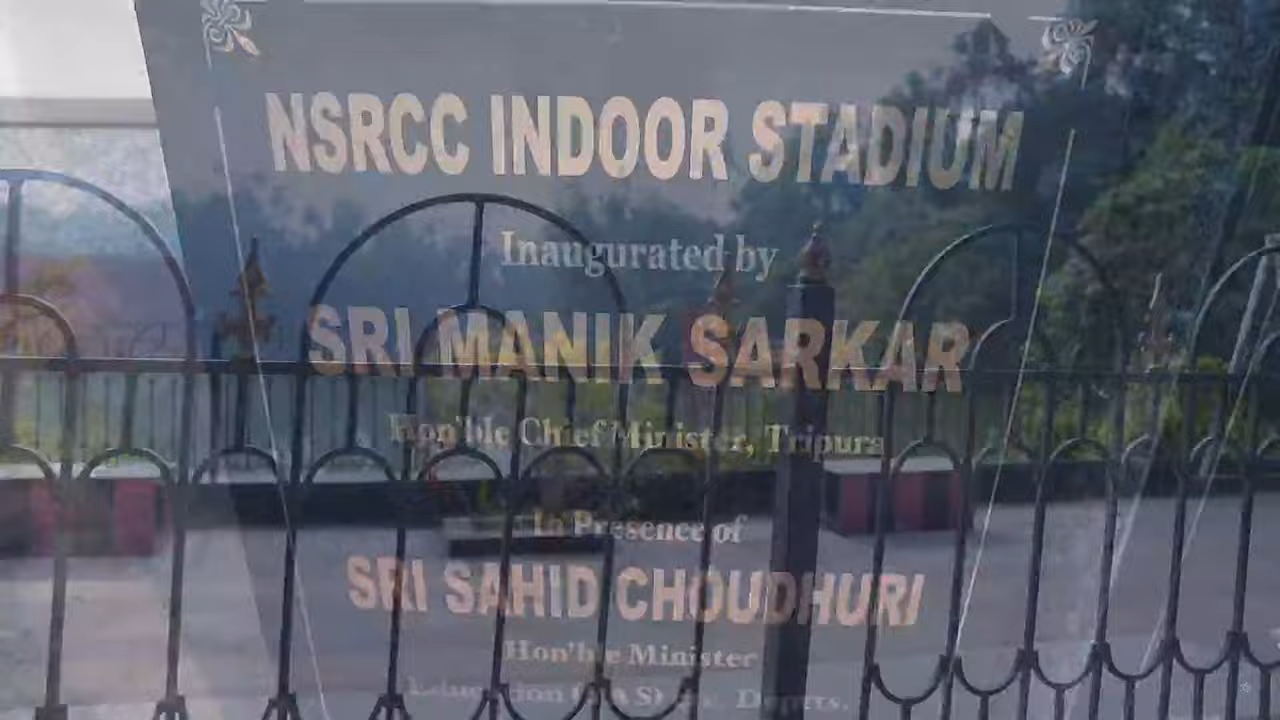 NSRCC INDOOR STADIUM
Inaugurated by
SRI MANIK SARKAR
Hon'ble Chief Minister, Tripura
In Presence of
SRI SAHID CHOUDHURI
Hon'ble Minister